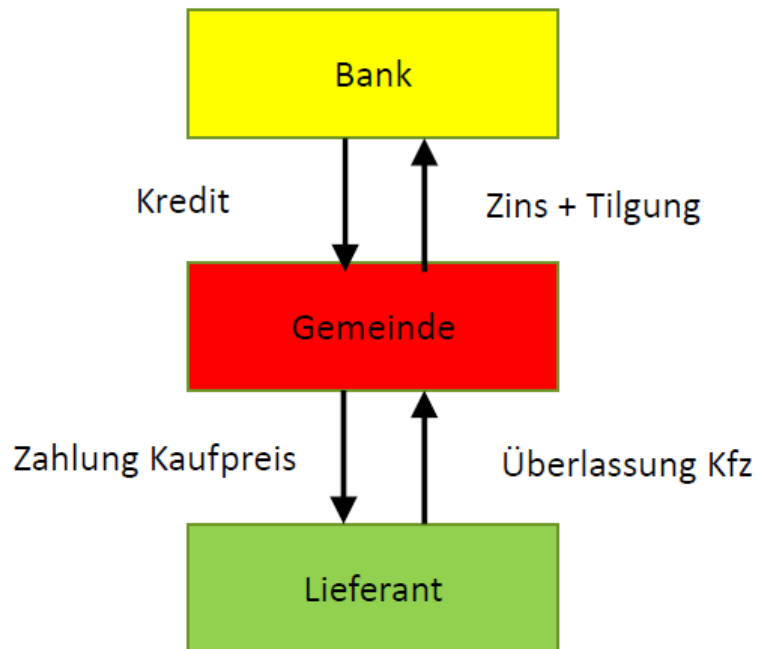 Bank
Kredit
Zins + Tilgung
Gemeinde
Zahlung Kaufpreis
Überlassung Kfz
Lieferant